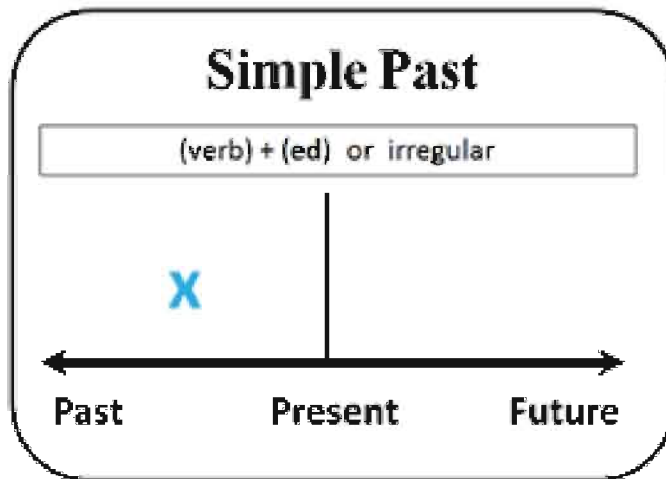 Simple Past
(verb) + (ed) or irregular
X
Past Present Future